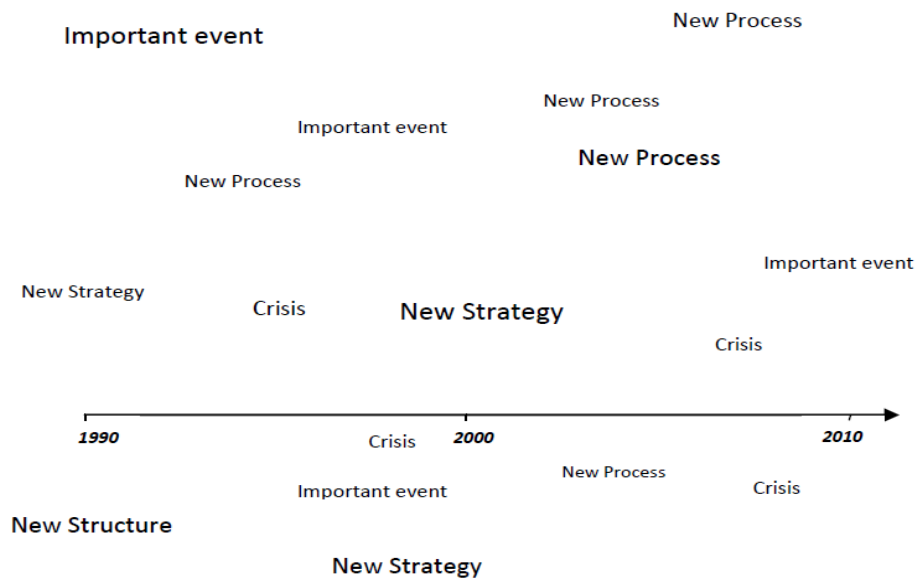 New Process
Important event
New Process
Important event
New Process
New Process
Important event
New Strategy
Crisis
New Strategy
Crisis
1990
2000
2010
Crisis
New Process
Crisis
Important event
New Structure
New Strategy